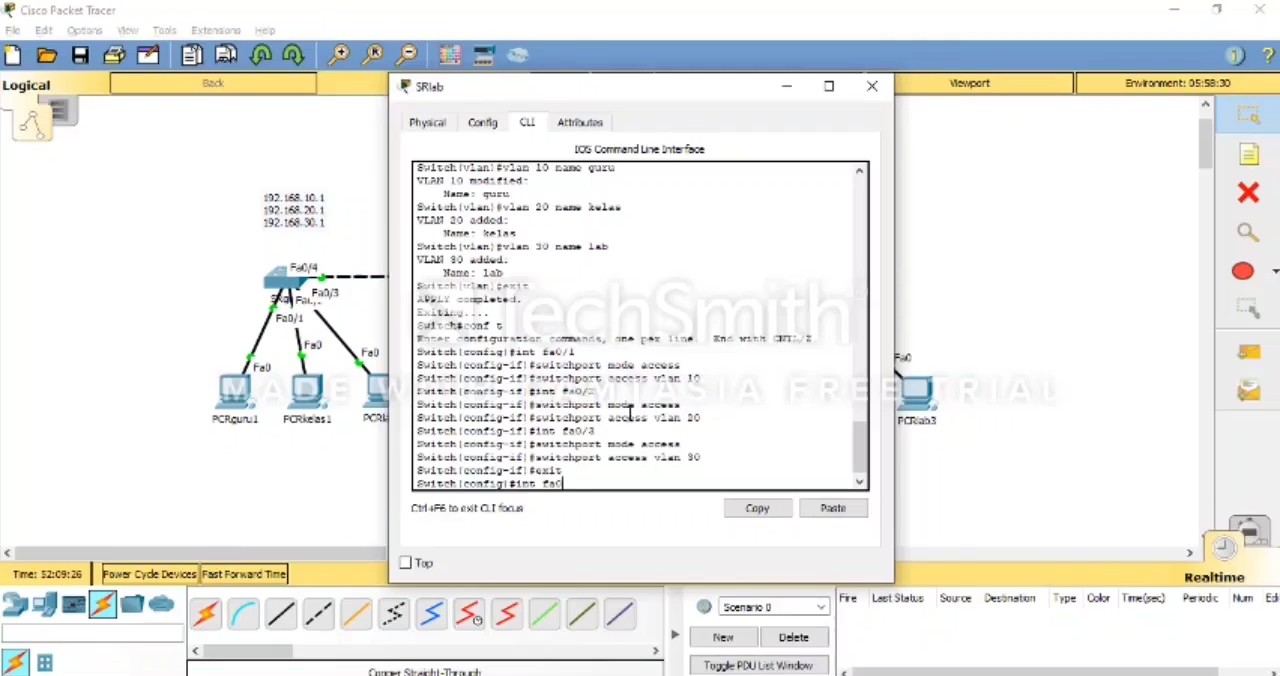 Cisco Packet Tracer
File Edit Options View Tools Extensions Help
Logical
Back
Viewport
Environment: 05:58:30
SRlab
Physical Config CLI Attributes
IOS Command Line Interface
Switch(vlan)#vlan 10 name guru
VLAN 10 modified:
Name: guru
Switch(vlan)#vlan 20 name kelas
VLAN 20 added:
Name: kelas
Switch(vlan)#vlan 30 name lab
VLAN 30 added:
Name: lab
Switch(vlan)#exit
APPLY completed.
Exiting....
Switch#conf t
Enter configuration commands, one per line. End with CNTL/Z
Switch(config)#int fa0/1
Switch(config-if)#switchport mode access
Switch(config-if)#switchport access vlan 10
Switch(config-if)#int fa0/2
Switch(config-if)#switchport mode access
Switch(config-if)#switchport access vlan 20
Switch(config-if)#int fa0/3
Switch(config-if)#switchport mode access
Switch(config-if)#switchport access vlan 30
Switch(config-if)#exit
Switch(config)#int fa0
Ctrl+F6 to exit CLI focus
Copy
Paste
Top
192.168.10.1
192.168.20.1
192.168.30.1
Fa0/4
Fa0/3
Fa0/1
Fa0
Fa0
Fa0
PCRguru1
PCRkelas1
Fa0
PCRlab3
TechSmith
MADE WITH CAMTASIA FREE TRIAL
Time: 52:09:26
Power Cycle Devices
Fast Forward Time
Realtime
Scenario 0
New
Delete
Toggle PDU List Window
Fire Last Status Source Destination Type Color Time(sec) Periodic Num
Copper Straight-Through